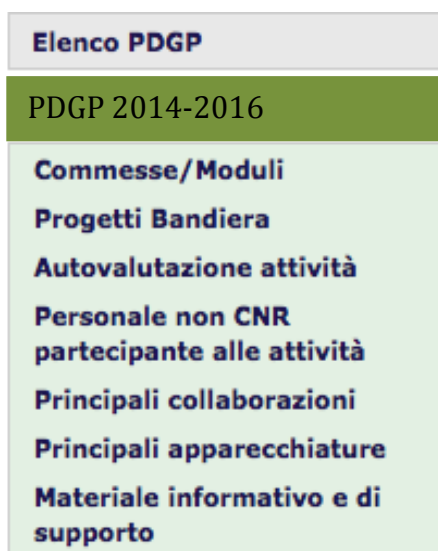 Elenco PDGP
PDGP 2014-2016
Commesse/Moduli
Progetti Bandiera
Autovalutazione attività
Personale non CNR
partecipante alle attività
Principali collaborazioni
Principali apparecchiature
Materiale informativo e di
supporto